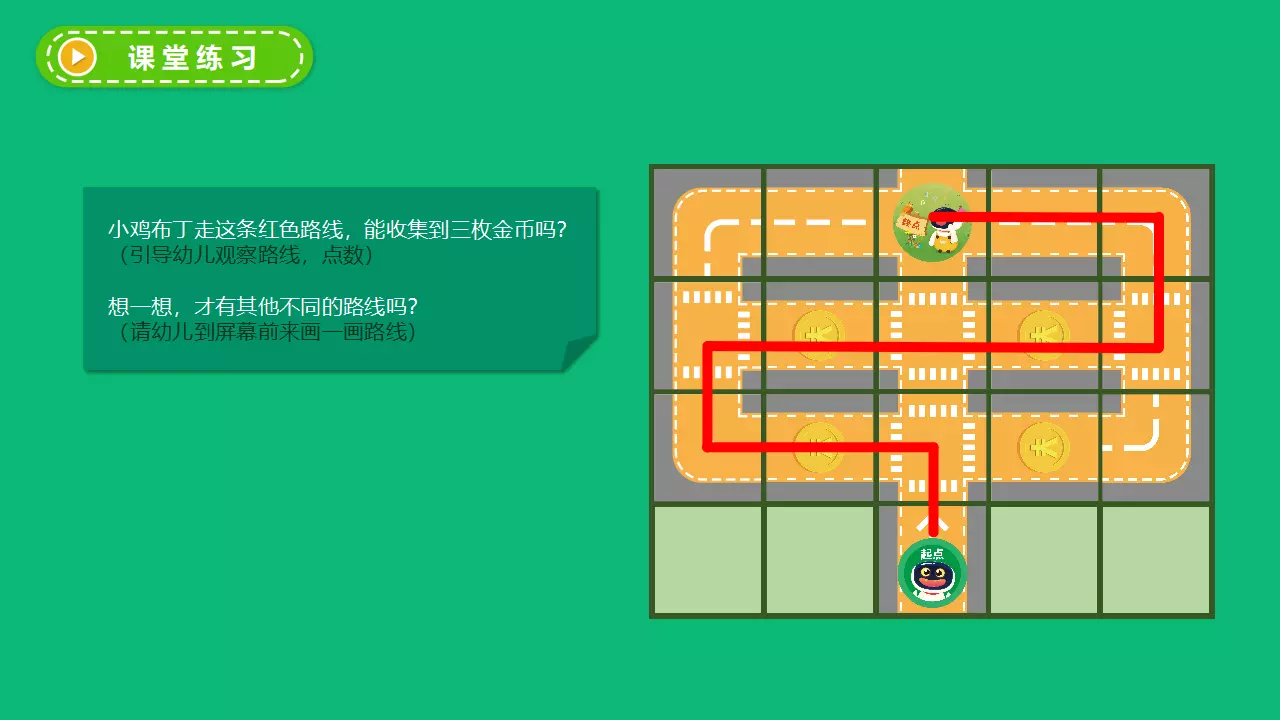 课堂练习
小鸡布丁走这条红色路线，能收集到三枚金币吗？
（引导幼儿观察路线，点数）
想一想，才有其他不同的路线吗？
（请幼儿到屏幕前来画一画路线）
终点
¥ ¥
¥ ¥
起点